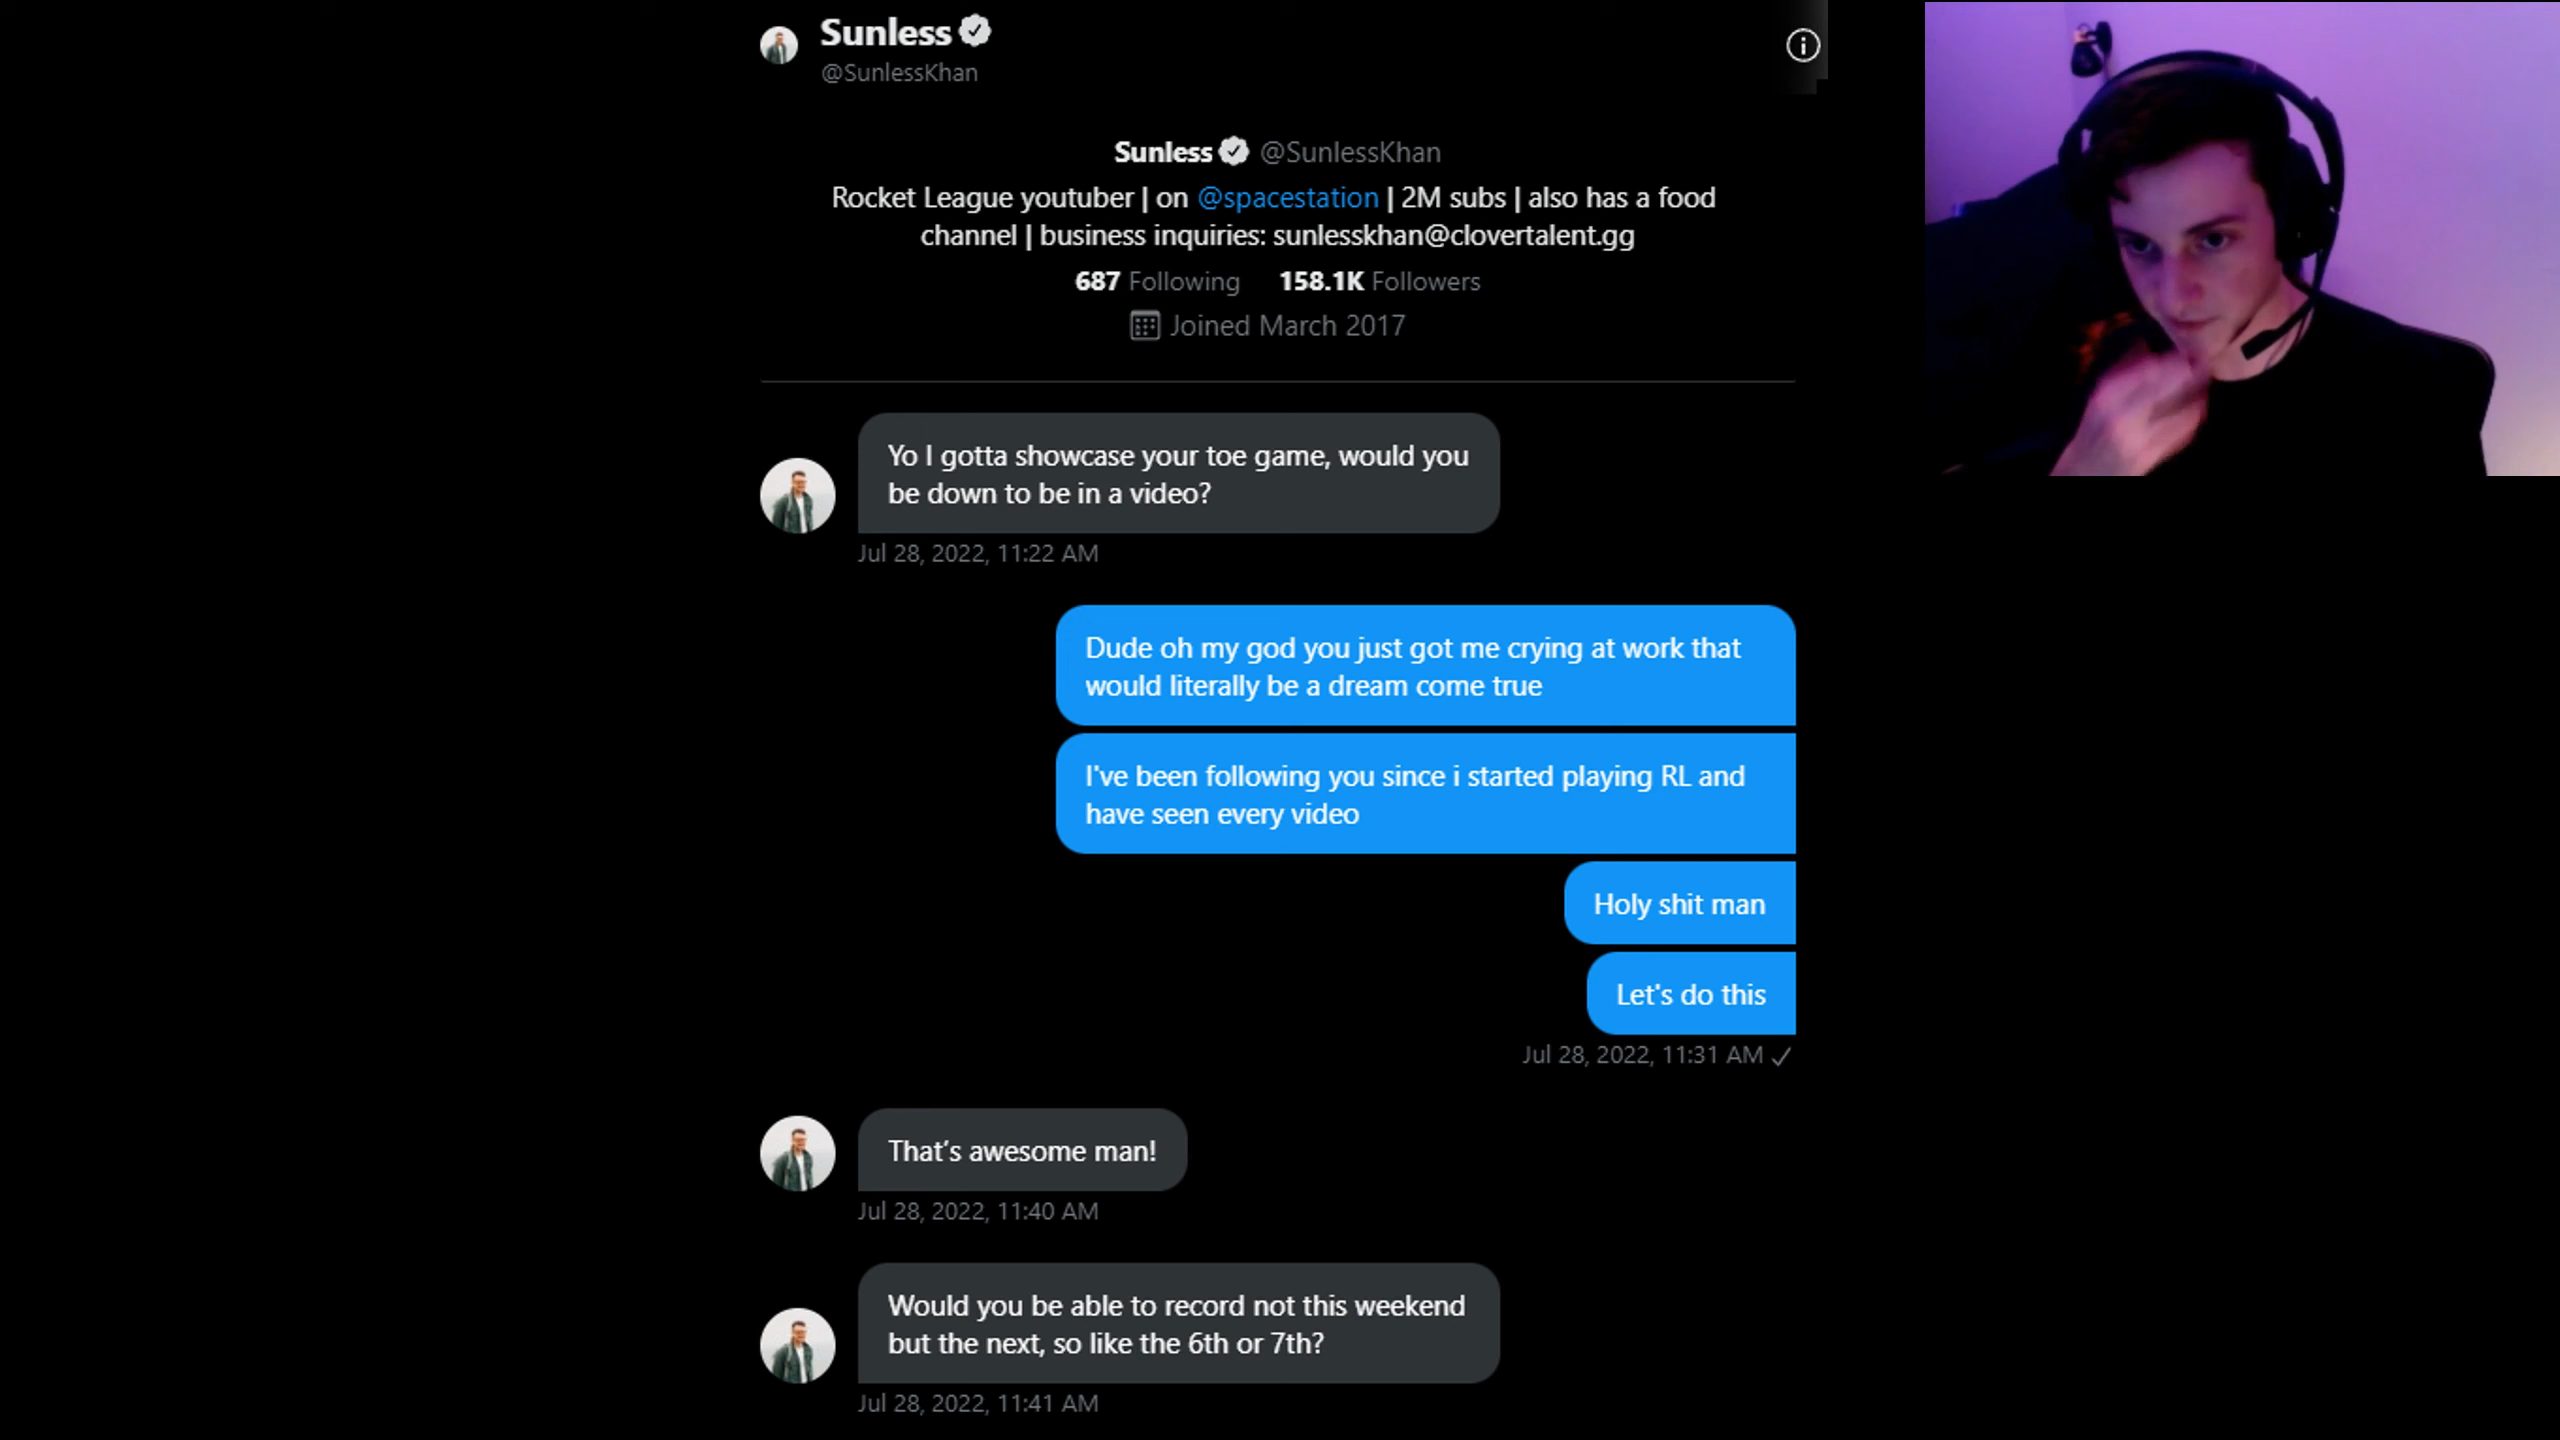 Sunless
@SunlessKhan
Sunless @SunlessKhan
Rocket League youtuber | on @spacestation | 2M subs | also has a food
channel | business inquiries: sunlesskhan@clovertalent.gg
687 Following 158.1K Followers
Joined March 2017
Yo I gotta showcase your toe game, would you
be down to be in a video?
Jul 28, 2022, 11:22 AM
Dude oh my god you just got me crying at work that
would literally be a dream come true
I've been following you since i started playing RL and
have seen every video
Holy shit man
Let's do this
Jul 28, 2022, 11:31 AM
That’s awesome man!
Jul 28, 2022, 11:40 AM
Would you be able to record not this weekend
but the next, so like the 6th or 7th?
Jul 28, 2022, 11:41 AM